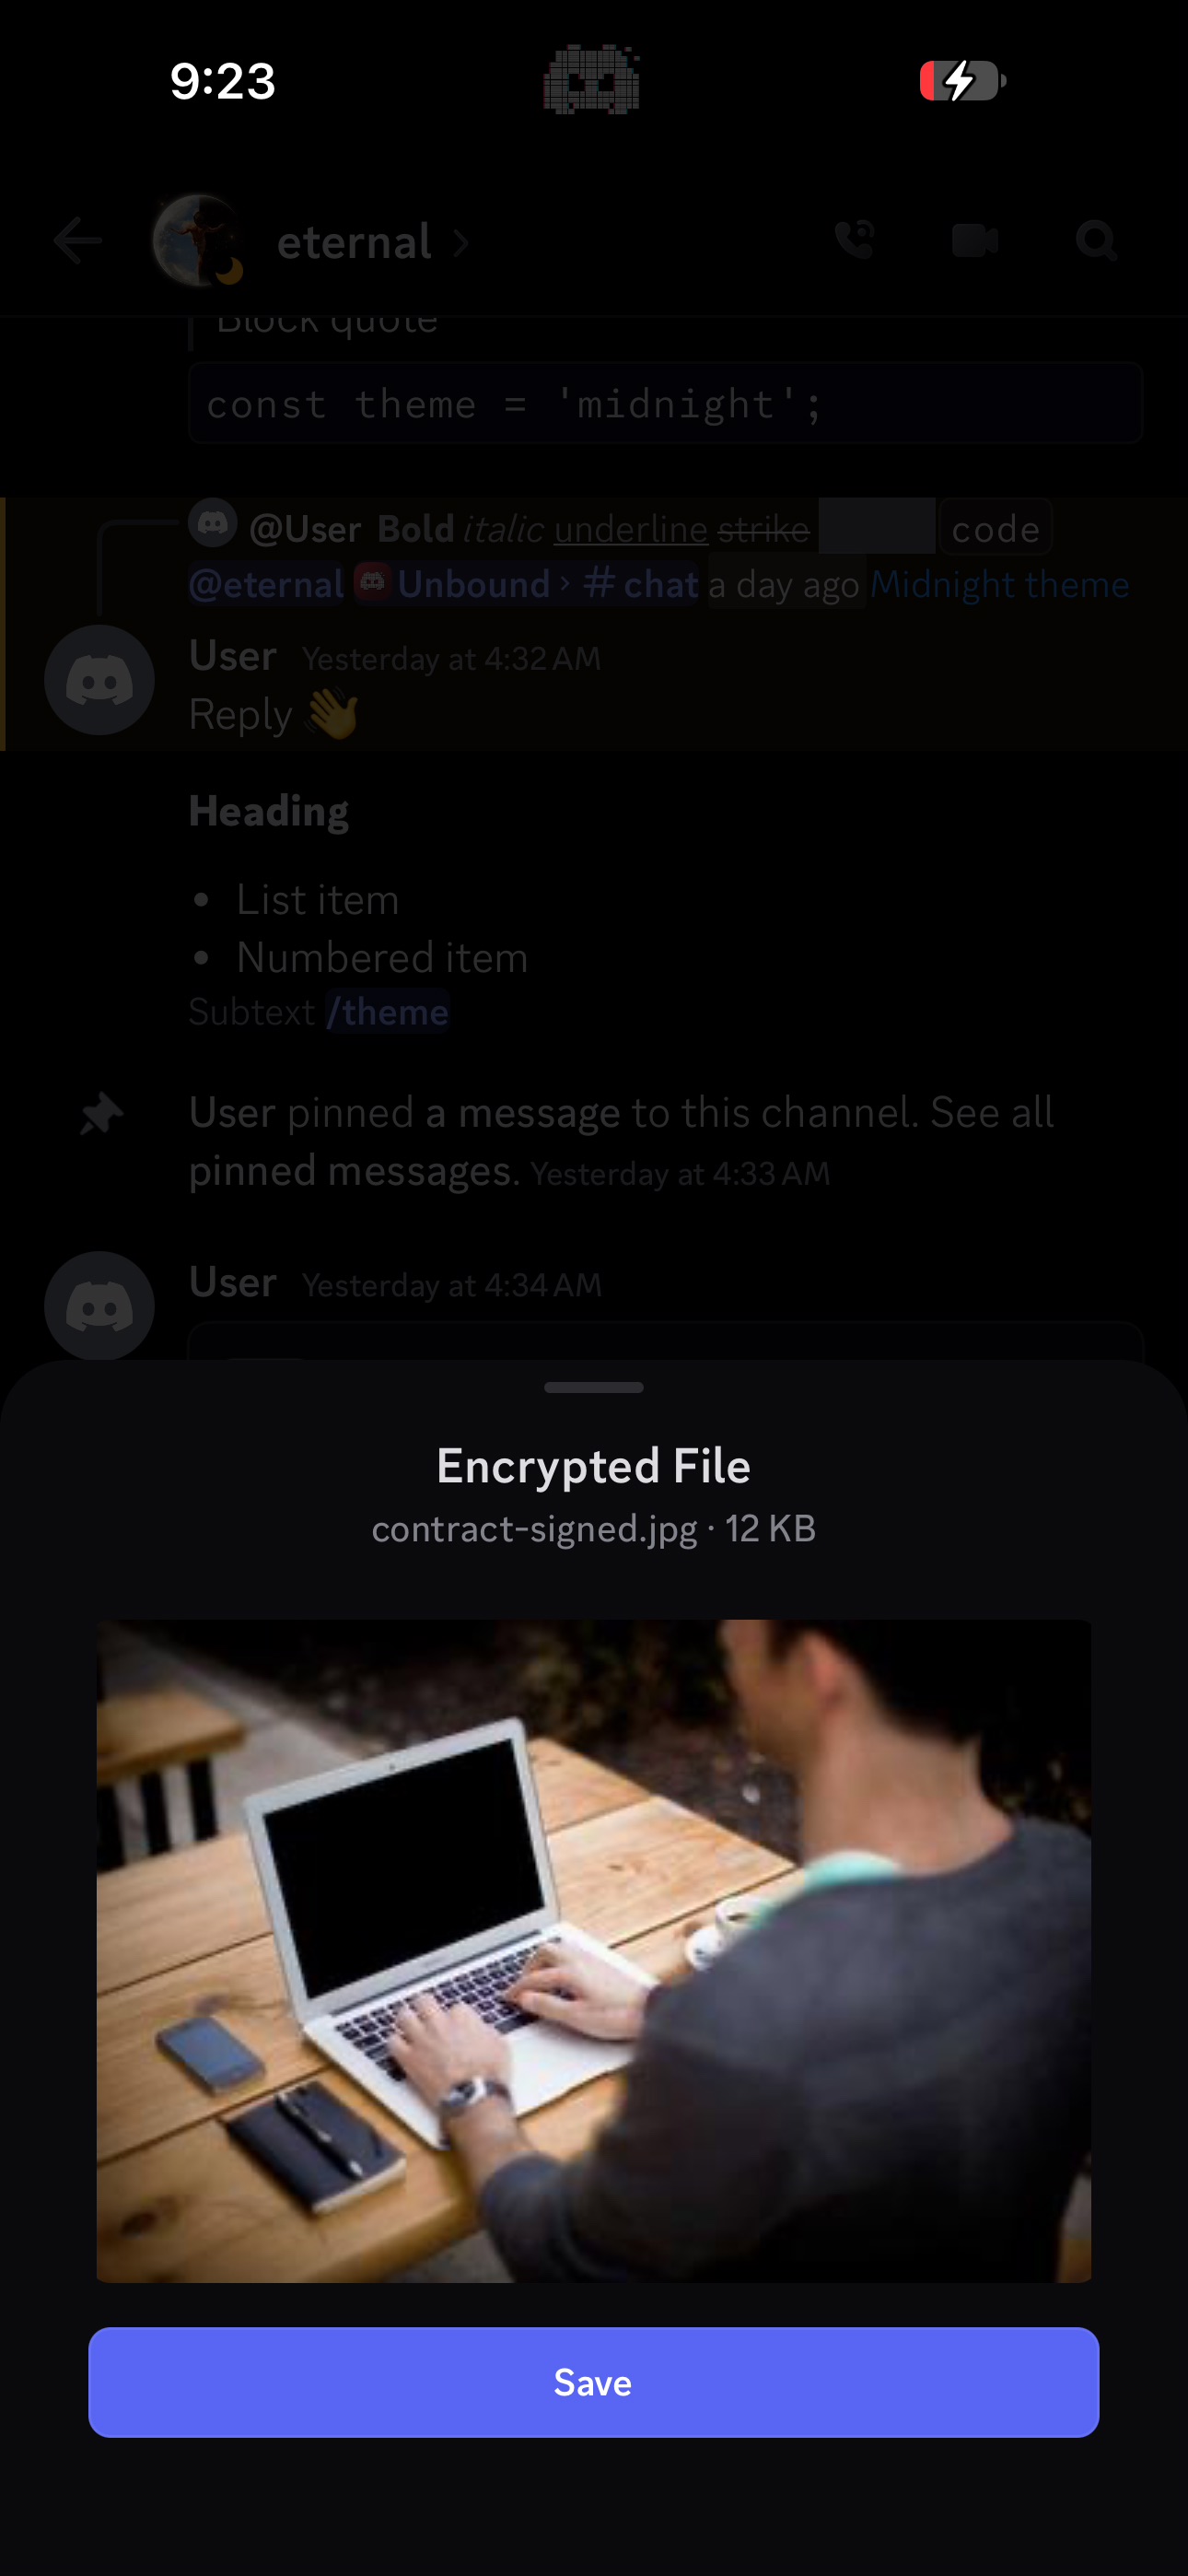 9:23
eternal
Block quote
const theme = 'midnight';
@User Bold italic underline strike code
@eternal Unbound › # chat a day ago Midnight theme
User Yesterday at 4:32 AM
Reply 👋
Heading
• List item
• Numbered item
Subtext /theme
User pinned a message to this channel. See all
pinned messages. Yesterday at 4:33 AM
User Yesterday at 4:34 AM
Encrypted File
contract-signed.jpg · 12 KB
Save